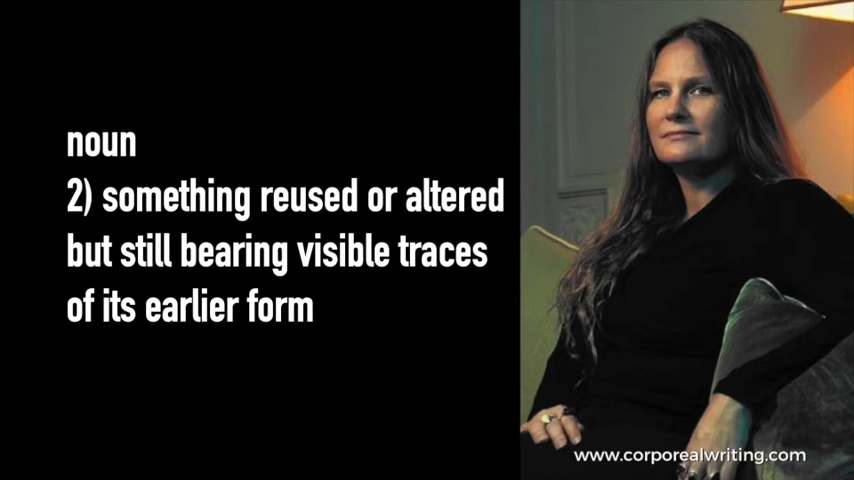 noun
2) something reused or altered
but still bearing visible traces
of its earlier form
www.corporealwriting.com